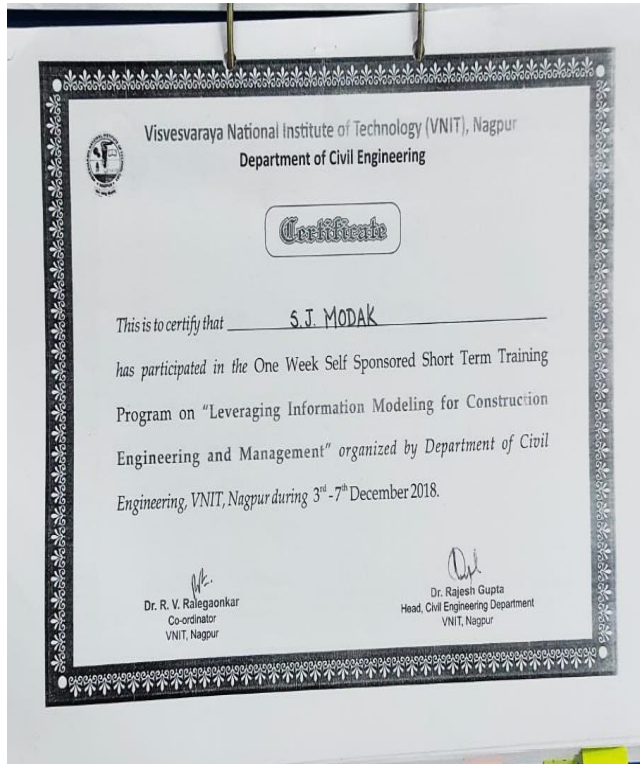 Visvesvaraya National Institute of Technology (VNIT), Nagpur
Department of Civil Engineering
Certificate
This is to certify that S.J. MODAK
has participated in the One Week Self Sponsored Short Term Training
Program on “Leveraging Information Modeling for Construction
Engineering and Management” organized by Department of Civil
Engineering, VNIT, Nagpur during 3rd - 7th December 2018.
Dr. R. V. Ralegaonkar
Co-ordinator
VNIT, Nagpur
Dr. Rajesh Gupta
Head, Civil Engineering Department
VNIT, Nagpur